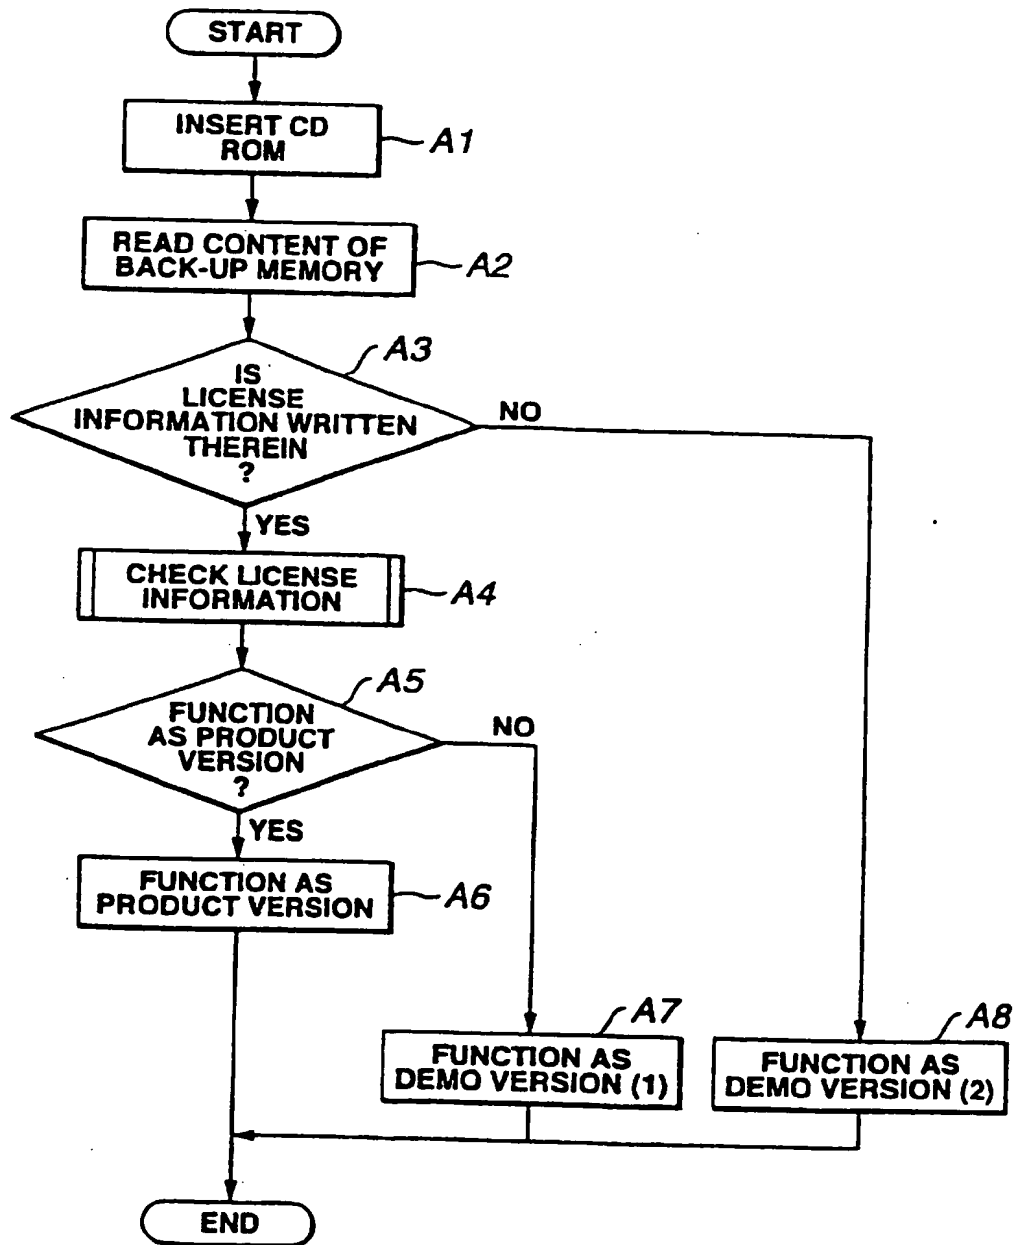 START
INSERT CD
ROM
A1
READ CONTENT OF
BACK-UP MEMORY
A2
A3
IS
LICENSE
INFORMATION WRITTEN
THEREIN
?
NO
YES
CHECK LICENSE
INFORMATION
A4
A5
FUNCTION
AS PRODUCT
VERSION
?
NO
YES
FUNCTION AS
PRODUCT VERSION
A6
A7
FUNCTION AS
DEMO VERSION (1)
A8
FUNCTION AS
DEMO VERSION (2)
END